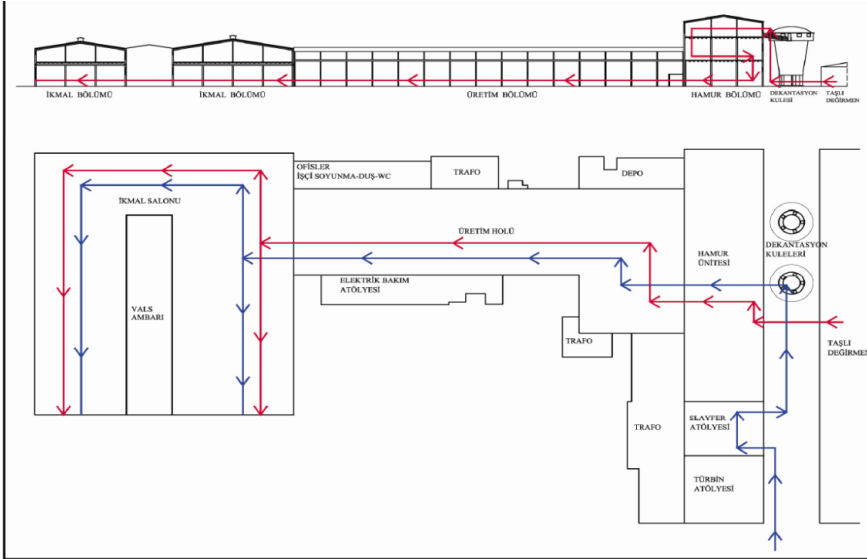 İKMAL BÖLÜMÜ
İKMAL BÖLÜMÜ
ÜRETİM BÖLÜMÜ
HAMUR BÖLÜMÜ
DEKANTASYON
KULESİ
TAŞLI
DEĞİRMEN
OFİSLER
İŞÇİ SOYUNMA-DUŞ-WC
TRAFO
DEPO
İKMAL SALONU
ÜRETİM HOLÜ
HAMUR
ÜNİTESİ
DEKANTASYON
KULELERİ
ELEKTRİK BAKIM
ATÖLYESİ
VALS
AMBARI
TRAFO
TAŞLI
DEĞİRMEN
TRAFO
SLAYFER
ATÖLYESİ
TÜRBİN
ATÖLYESİ